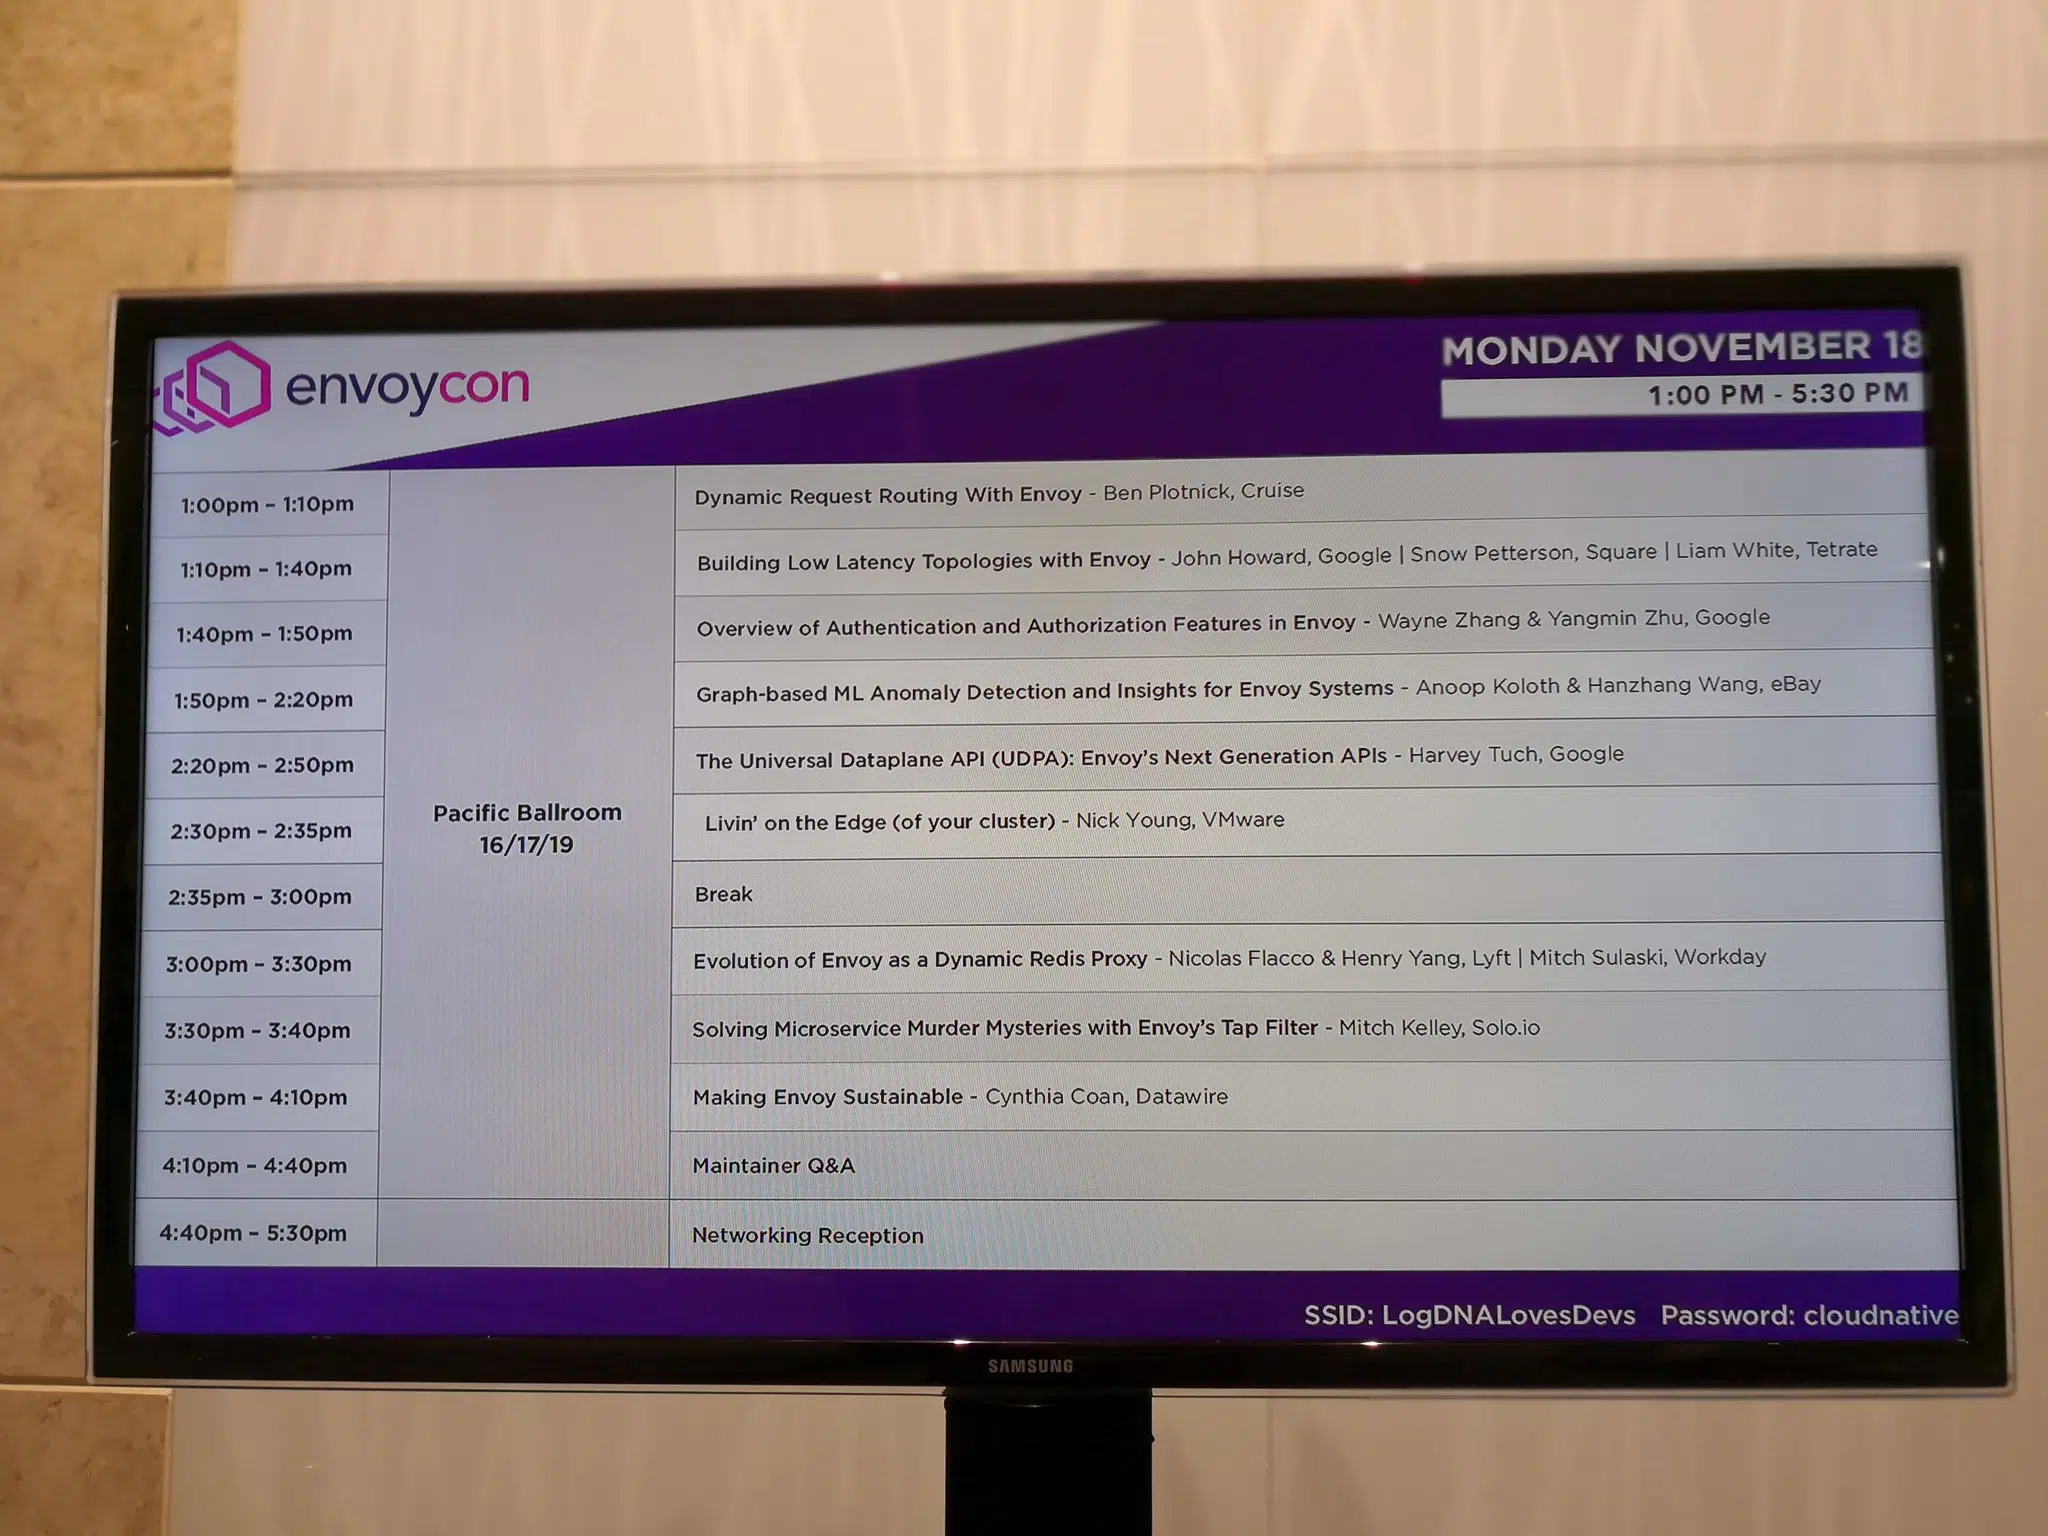 envoycon
MONDAY NOVEMBER 18
1:00 PM - 5:30 PM
1:00pm – 1:10pm
Dynamic Request Routing With Envoy - Ben Plotnick, Cruise
1:10pm – 1:40pm
Building Low Latency Topologies with Envoy - John Howard, Google | Snow Petterson, Square | Liam White, Tetrate
1:40pm – 1:50pm
Overview of Authentication and Authorization Features in Envoy - Wayne Zhang & Yangmin Zhu, Google
1:50pm – 2:20pm
Graph-based ML Anomaly Detection and Insights for Envoy Systems - Anoop Koloth & Hanzhang Wang, eBay
2:20pm – 2:50pm
The Universal Dataplane API (UDPA): Envoy's Next Generation APIs - Harvey Tuch, Google
Pacific Ballroom
16/17/19
2:30pm – 2:35pm
Livin' on the Edge (of your cluster) - Nick Young, VMware
2:35pm – 3:00pm
Break
3:00pm – 3:30pm
Evolution of Envoy as a Dynamic Redis Proxy - Nicolas Flacco & Henry Yang, Lyft | Mitch Sulaski, Workday
3:30pm – 3:40pm
Solving Microservice Murder Mysteries with Envoy's Tap Filter - Mitch Kelley, Solo.io
3:40pm – 4:10pm
Making Envoy Sustainable - Cynthia Coan, Datawire
4:10pm – 4:40pm
Maintainer Q&A
4:40pm – 5:30pm
Networking Reception
SSID: LogDNALovesDevs Password: cloudnative
SAMSUNG